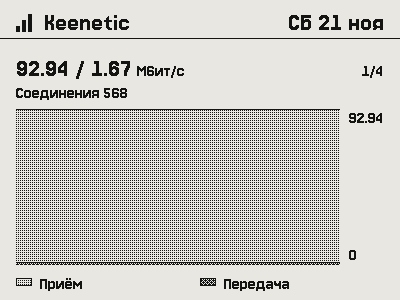 Keenetic
Сб 21 ноя
92.94 / 1.67 Мбит/с
1/4
Соединения 568
92.94
0
Приём
Передача